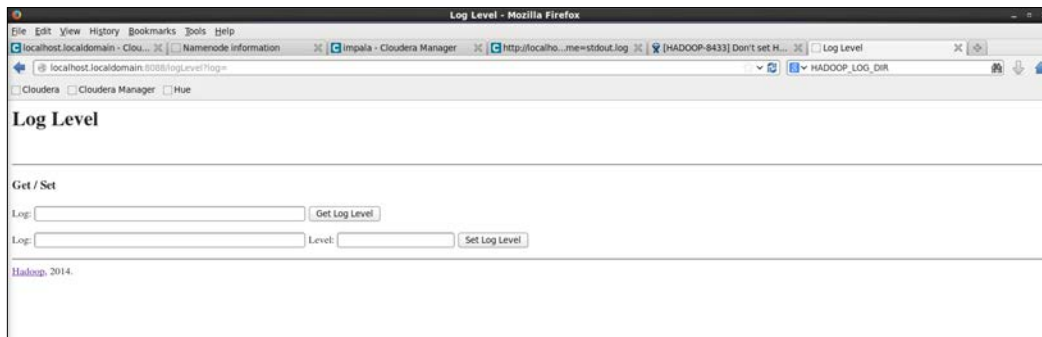 Log Level - Mozilla Firefox
File Edit View History Bookmarks Tools Help
localhost.localdomain - Clou... Namenode information impala - Cloudera Manager http://localho...me=stdout.log [HADOOP-8433] Don't set H... Log Level
localhost.localdomain:8088/logLevel?log= HADOOP_LOG_DIR
Cloudera Cloudera Manager Hue
Log Level
Get / Set
Log: Get Log Level
Log: Level: Set Log Level
Hadoop, 2014.